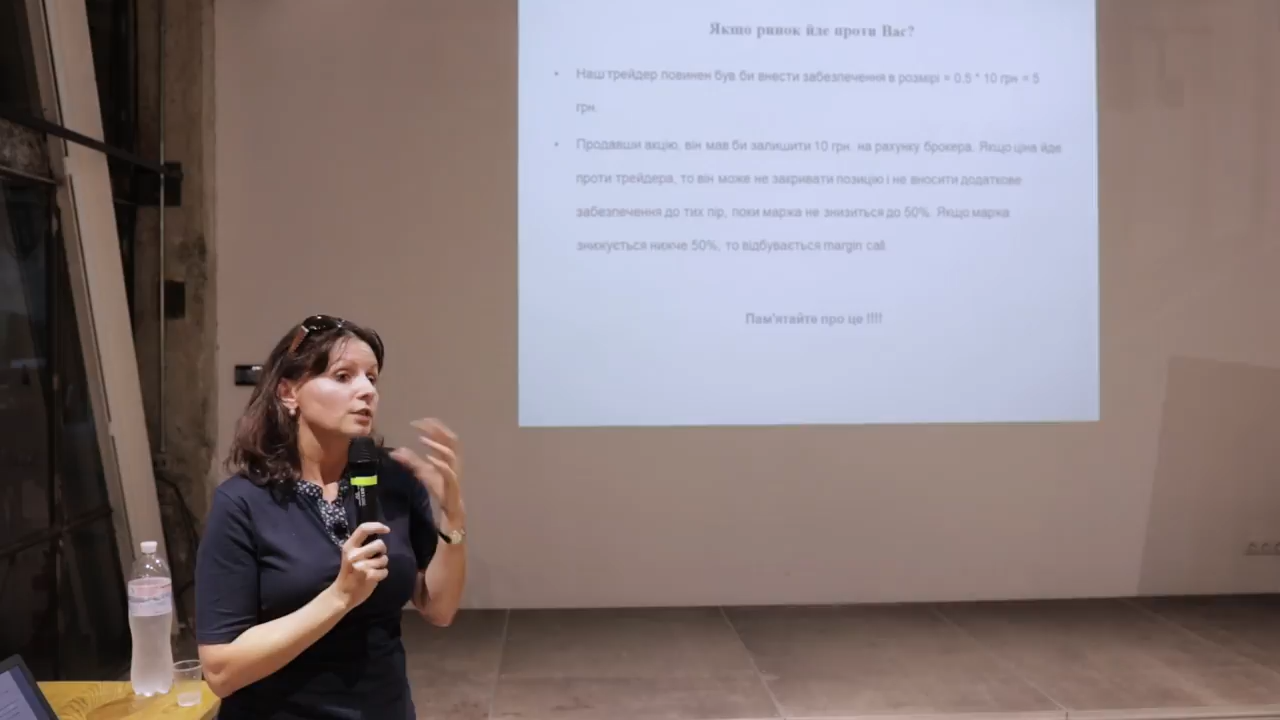 Якщо ринок йде проти Вас?
• Наш трейдер повинен був би внести забезпечення в розмірі = 0.5 * 10 грн = 5
грн.
• Продавши акцію, він мав би залишити 10 грн. на рахунку брокера. Якщо ціна йде
проти трейдера, то він може не закривати позицію і не вносити додаткове
забезпечення до тих пір, поки маржа не знизиться до 50%. Якщо маржа
знижується нижче 50%, то відбувається margin call.
Пам'ятайте про це !!!!